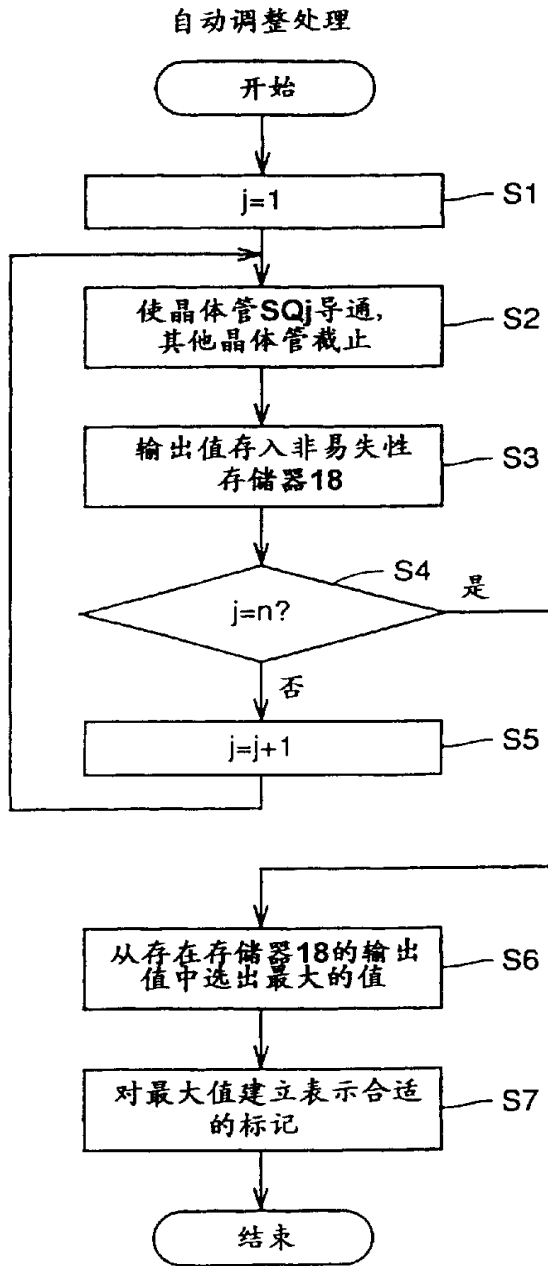 自动调整处理
开始
j=1
S1
使晶体管SQj导通,
其他晶体管截止
S2
输出值存入非易失性
存储器18
S3
S4
j=n?
是
否
j=j+1
S5
从存在存储器18的输出
值中选出最大的值
S6
对最大值建立表示合适
的标记
S7
结束